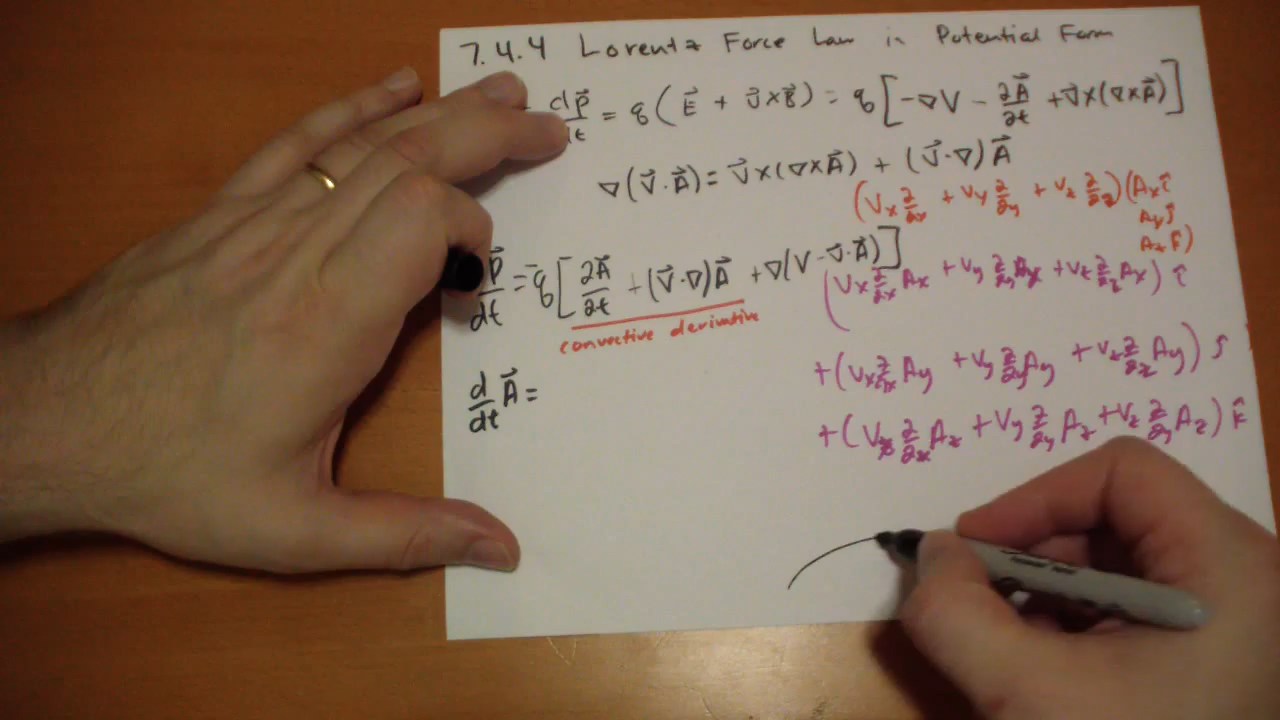 7.4.4 Lorentz Force Law in Potential Form
dp⃗/dt = q(E⃗ + v⃗×B⃗) = q[-∇V - ∂A⃗/∂t + v⃗×(∇×A⃗)]
∇(v⃗·A⃗) = v⃗×(∇×A⃗) + (v⃗·∇)A⃗
(Vx ∂/∂x + Vy ∂/∂y + Vz ∂/∂z)(Ax î
Ay ĵ
Az k̂)
dp⃗/dt = -q[∂A⃗/∂t + (v⃗·∇)A⃗ + ∇(V - v⃗·A⃗)]
convective derivative
(Vx ∂/∂x Ax + Vy ∂/∂y Ax + Vz ∂/∂z Ax) î
+(Vx ∂/∂x Ay + Vy ∂/∂y Ay + Vz ∂/∂z Ay) ĵ
d/dt A⃗ =
+(Vx ∂/∂x Az + Vy ∂/∂y Az + Vz ∂/∂y Az) k̂